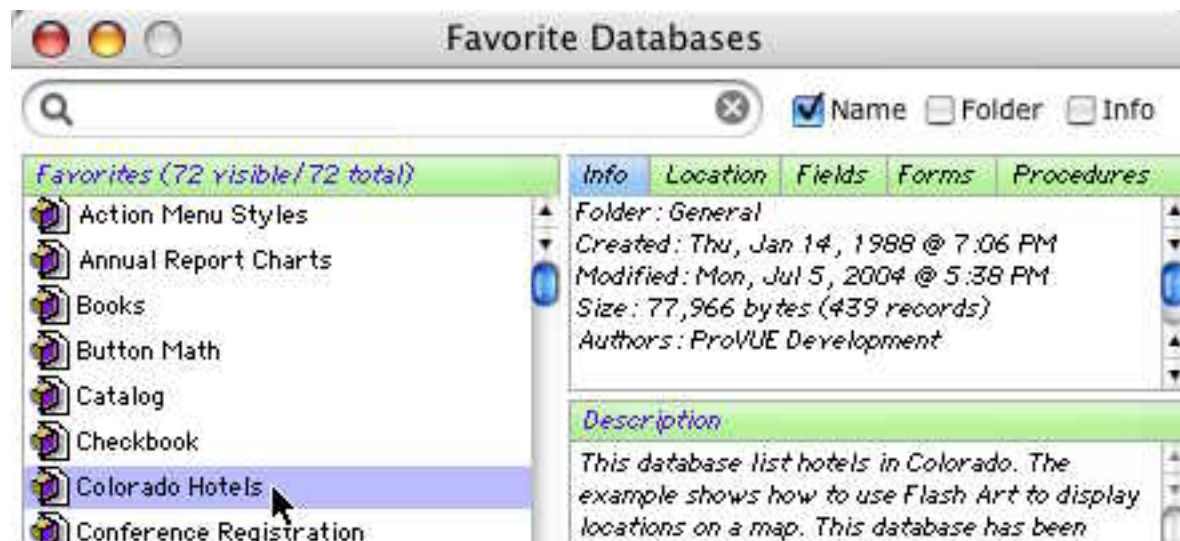 Favorite Databases
Name Folder Info
Favorites (72 visible/72 total)
Action Menu Styles
Annual Report Charts
Books
Button Math
Catalog
Checkbook
Colorado Hotels
Conference Registration
Info Location Fields Forms Procedures
Folder: General
Created: Thu, Jan 14, 1988 @ 7:06 PM
Modified: Mon, Jul 5, 2004 @ 5:38 PM
Size: 77,966 bytes (439 records)
Authors: ProVUE Development
Description
This database list hotels in Colorado. The
example shows how to use Flash Art to display
locations on a map. This database has been